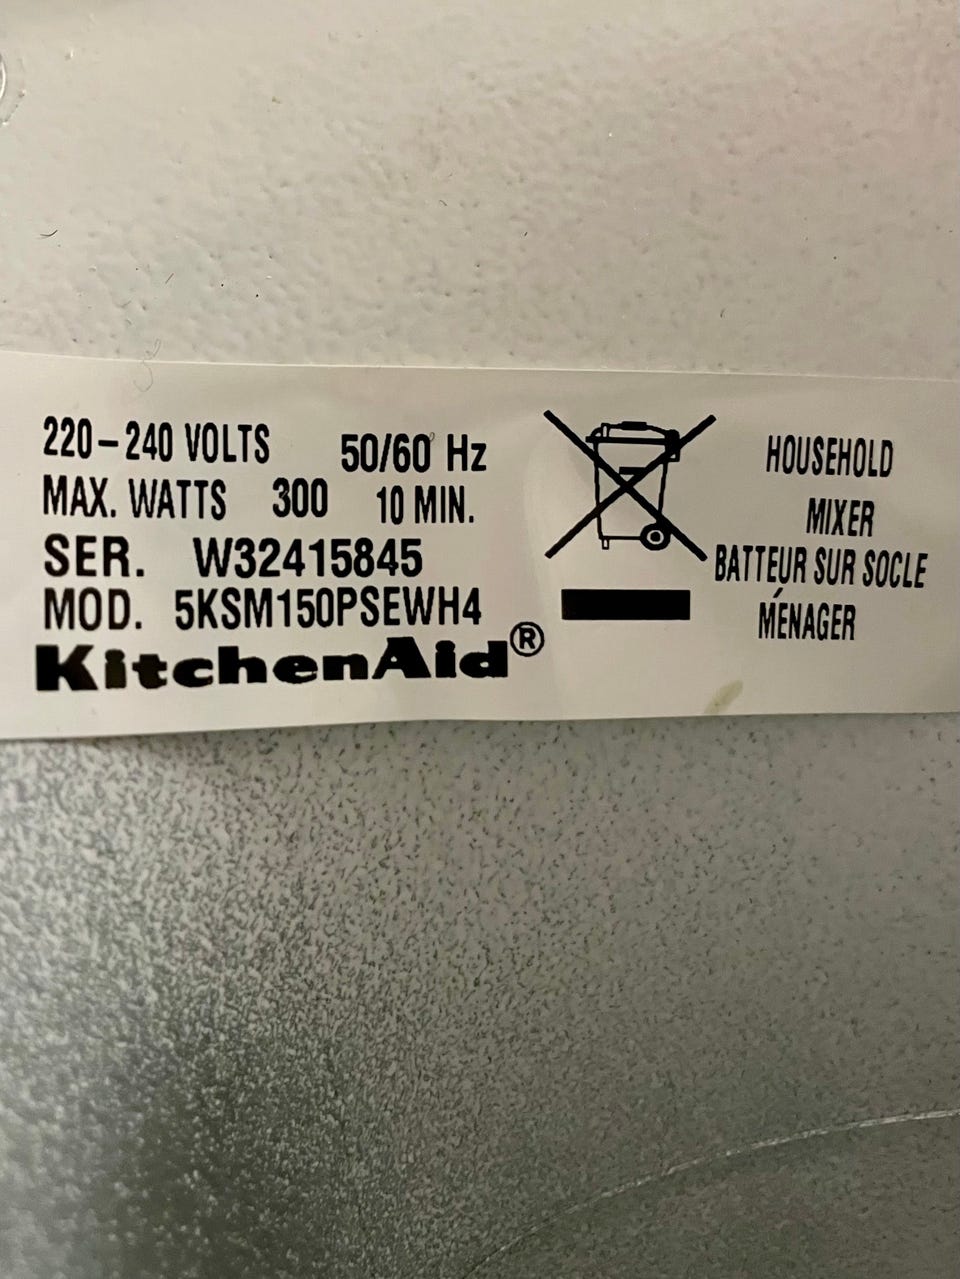 220-240 VOLTS 50/60 Hz
MAX. WATTS 300 10 MIN.
SER. W32415845
MOD. 5KSM150PSEWH4
KitchenAid®
HOUSEHOLD
MIXER
BATTEUR SUR SOCLE
MÉNAGER